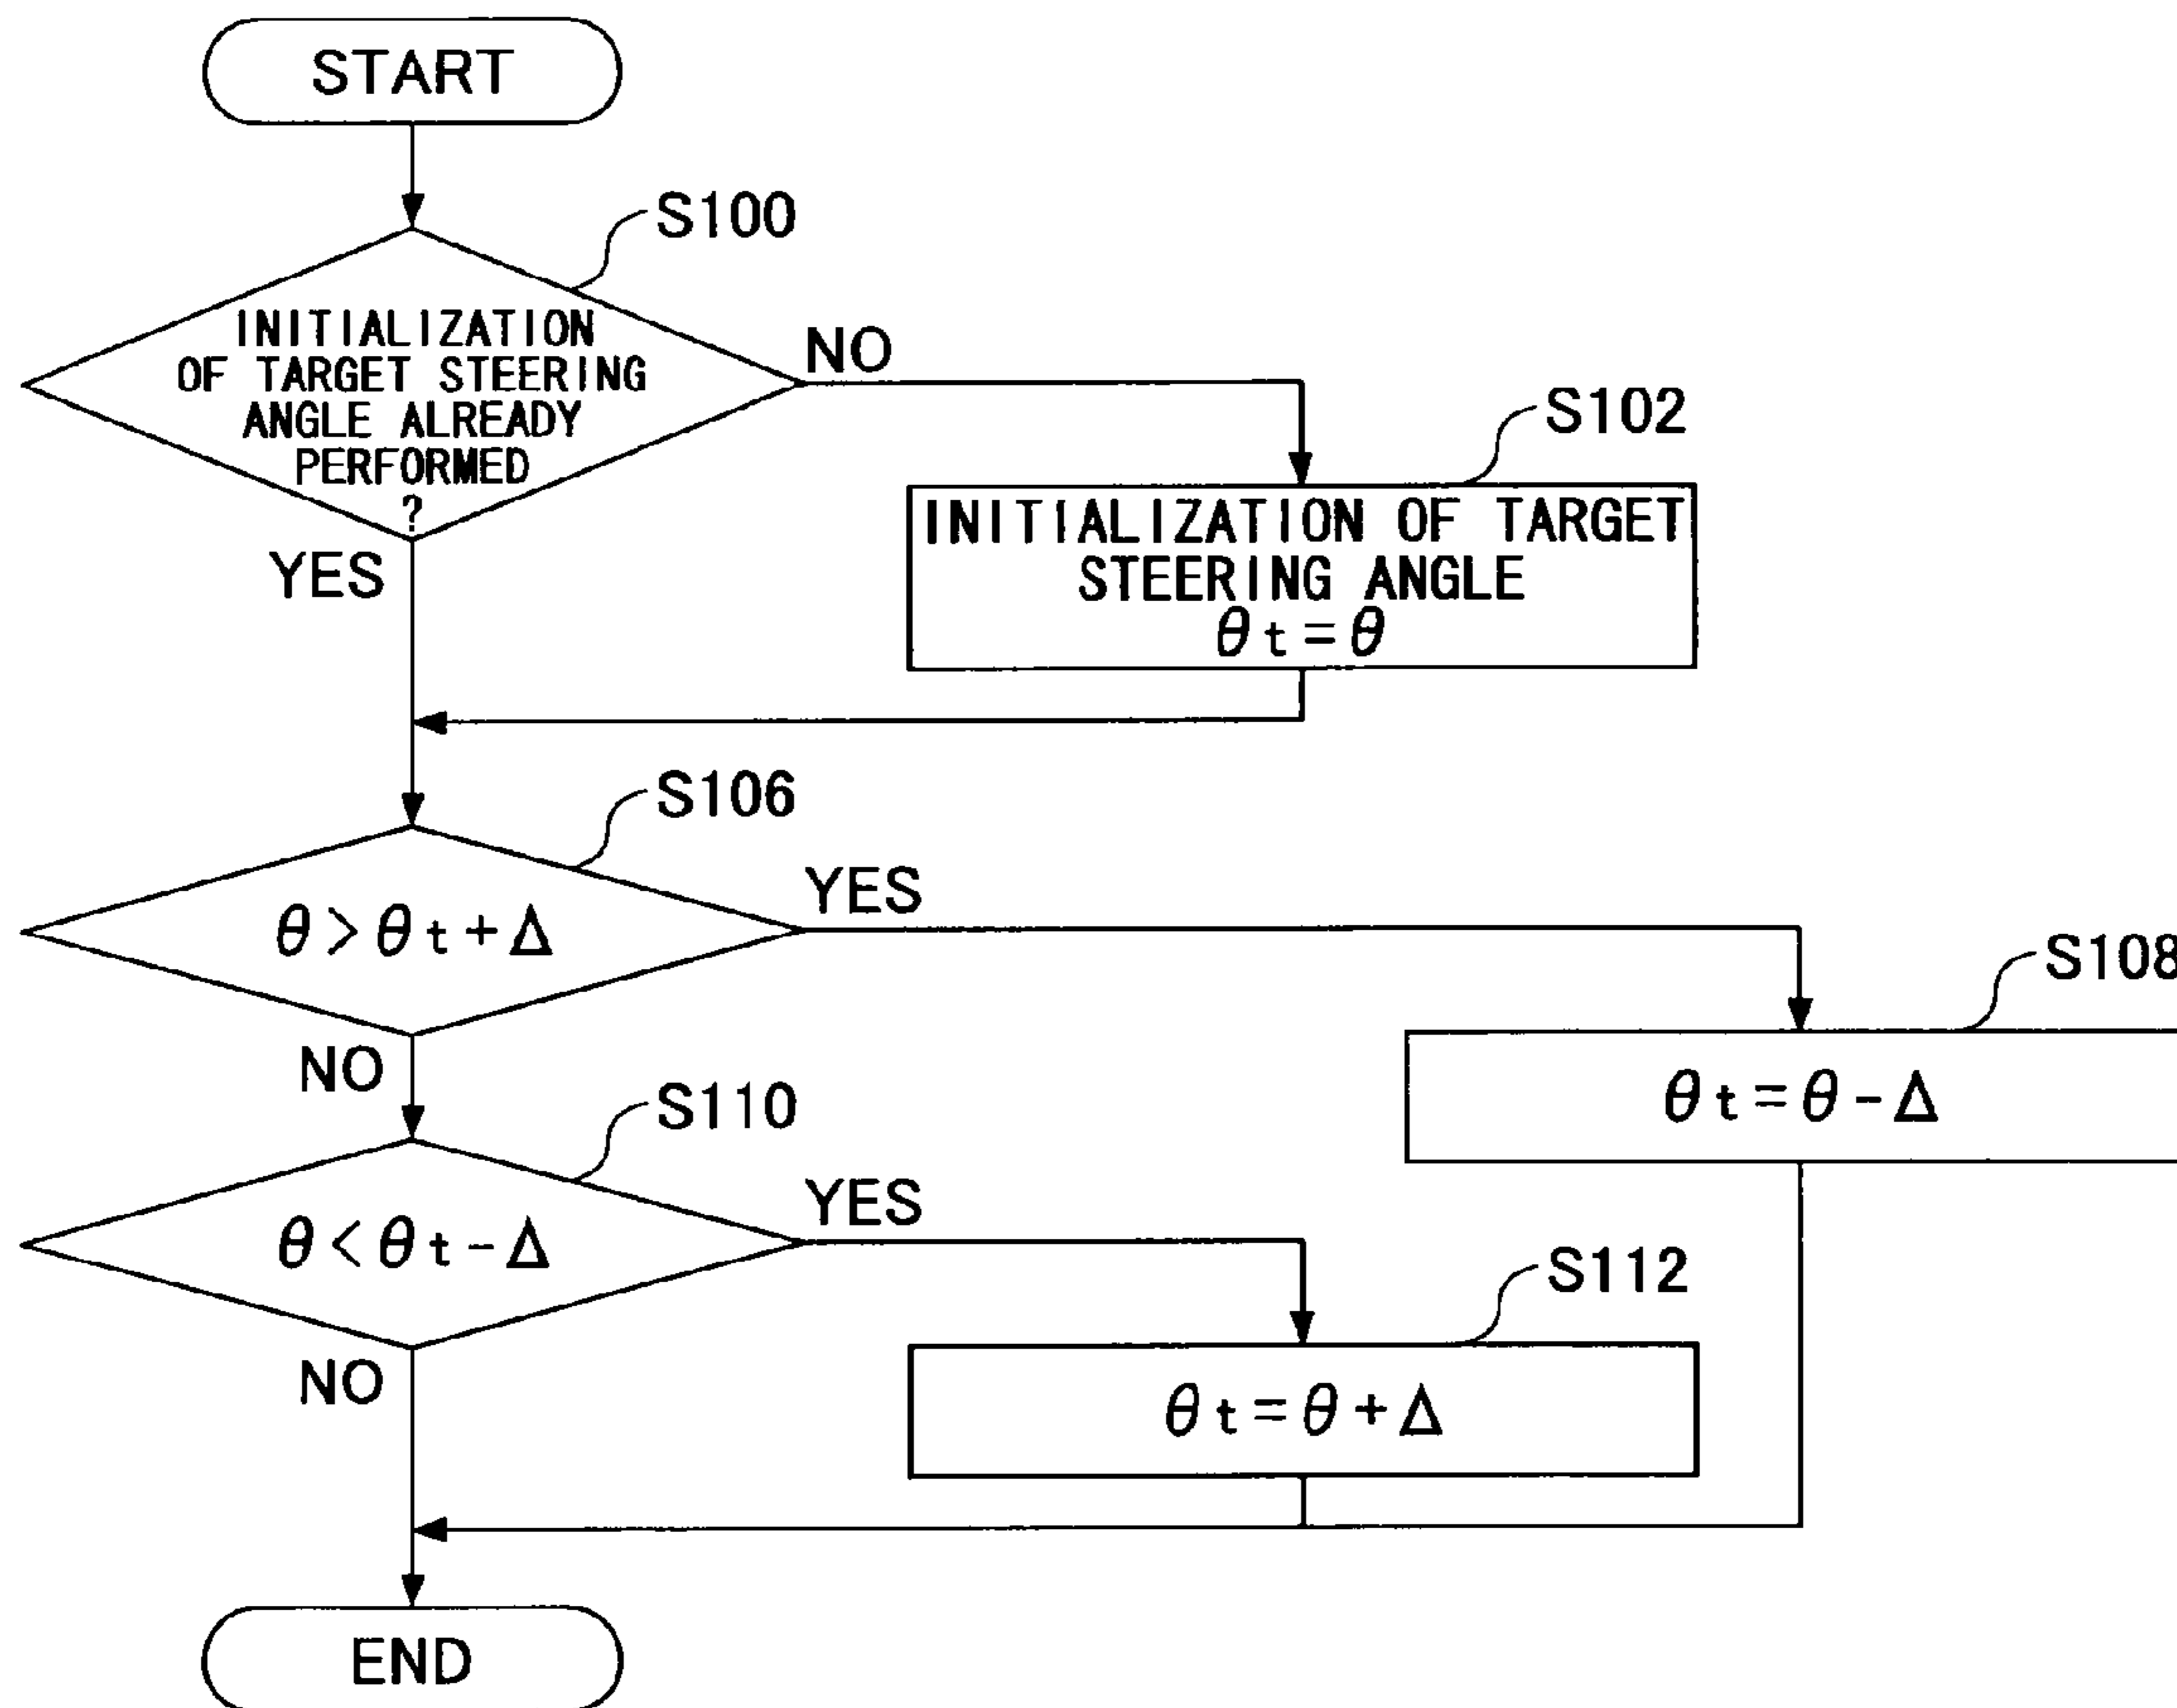 START
S100
INITIALIZATION
OF TARGET STEERING
ANGLE ALREADY
PERFORMED
?
NO
YES
S102
INITIALIZATION OF TARGET
STEERING ANGLE
θt=θ
S106
θ>θt+Δ
YES
NO
S108
θt=θ-Δ
S110
θ<θt-Δ
YES
NO
S112
θt=θ+Δ
END